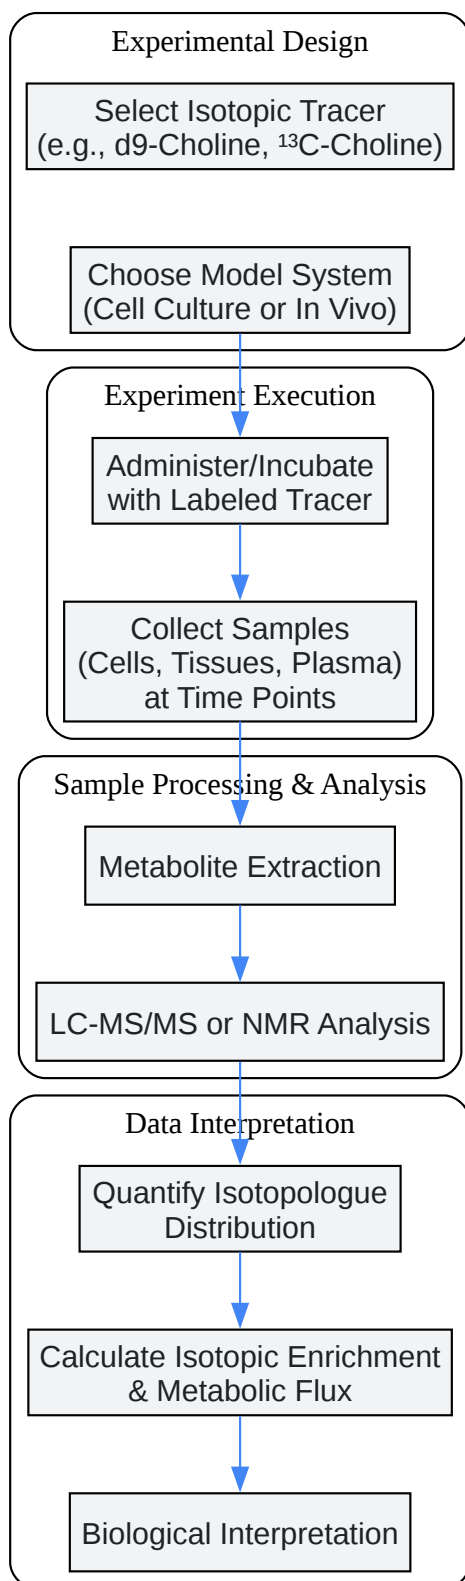 Experimental Design
Select Isotopic Tracer
(e.g., d9-Choline, ¹³C-Choline)
Choose Model System
(Cell Culture or In Vivo)
Experiment Execution
Administer/Incubate
with Labeled Tracer
Collect Samples
(Cells, Tissues, Plasma)
at Time Points
Sample Processing & Analysis
Metabolite Extraction
LC-MS/MS or NMR Analysis
Data Interpretation
Quantify Isotopologue
Distribution
Calculate Isotopic Enrichment
& Metabolic Flux
Biological Interpretation